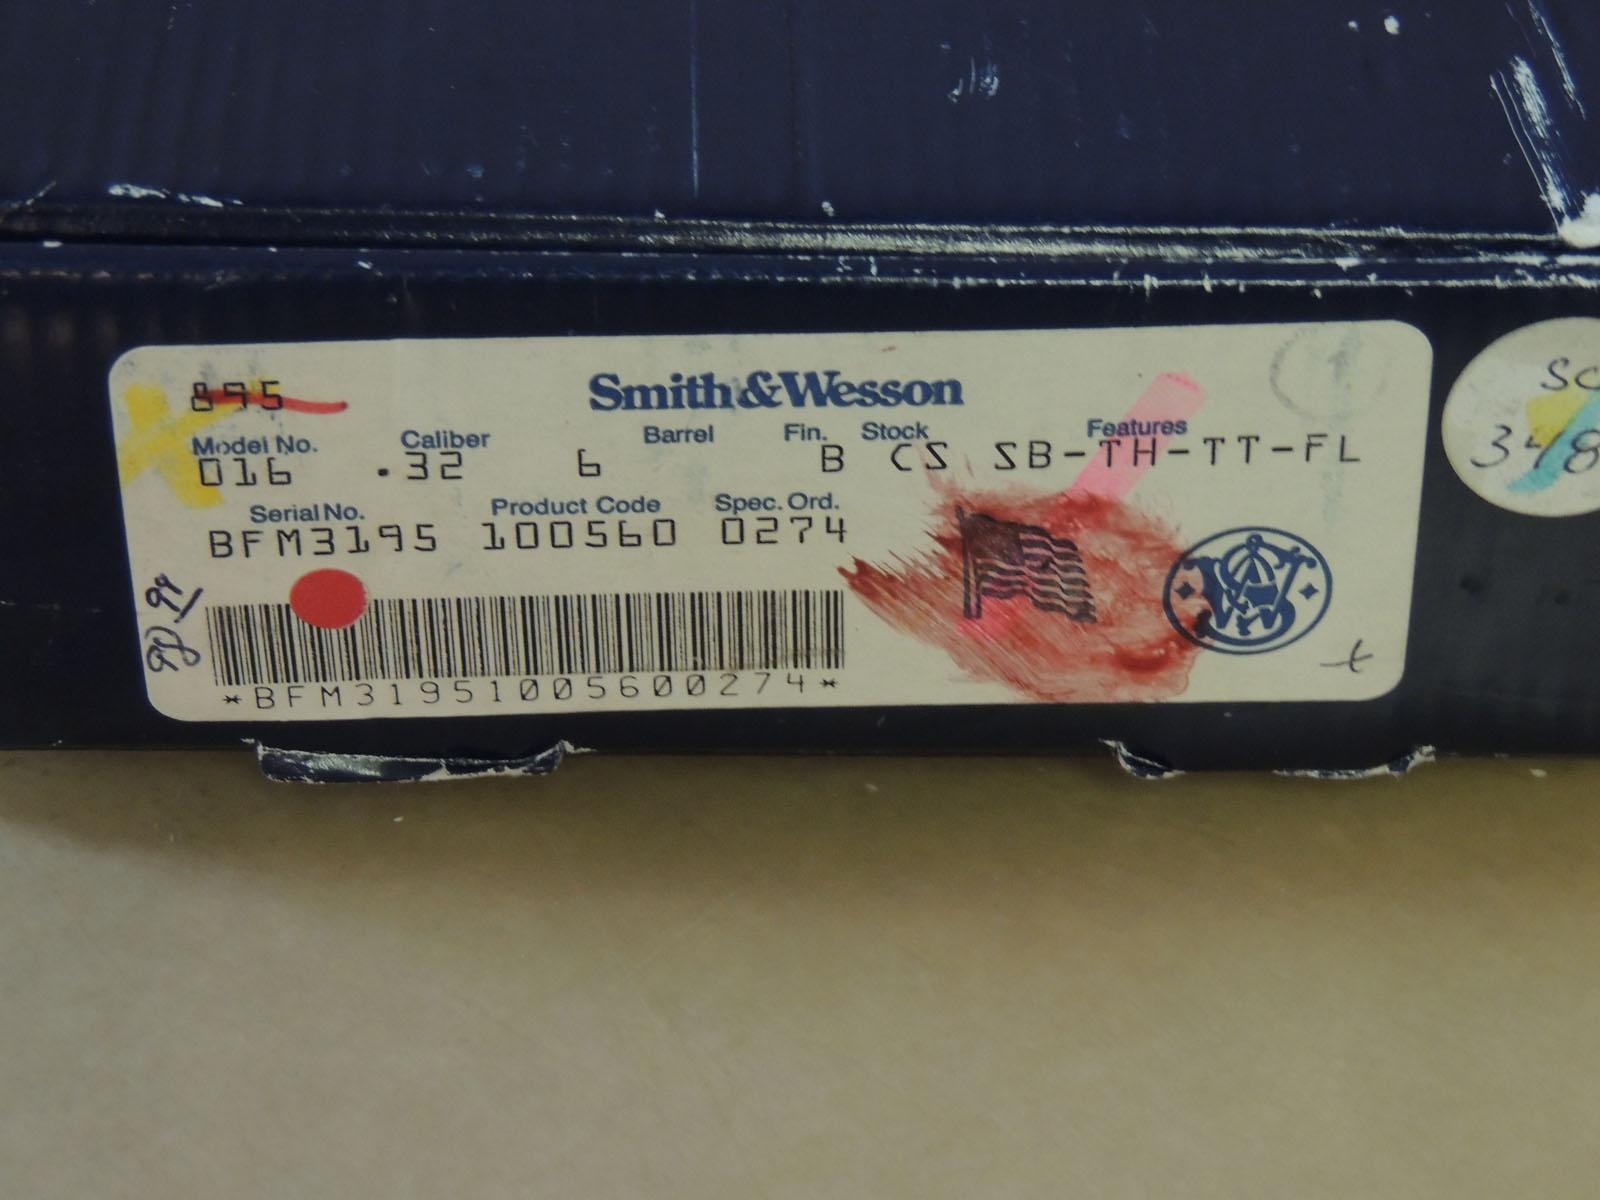 895
Smith & Wesson
Model No. Caliber Barrel Fin. Stock Features
016 .32 6 B CS SB-TH-TT-FL
Serial No. Product Code Spec. Ord.
BFM3195 100560 0274
*BFM31951005600274*
SW
t
SC
348